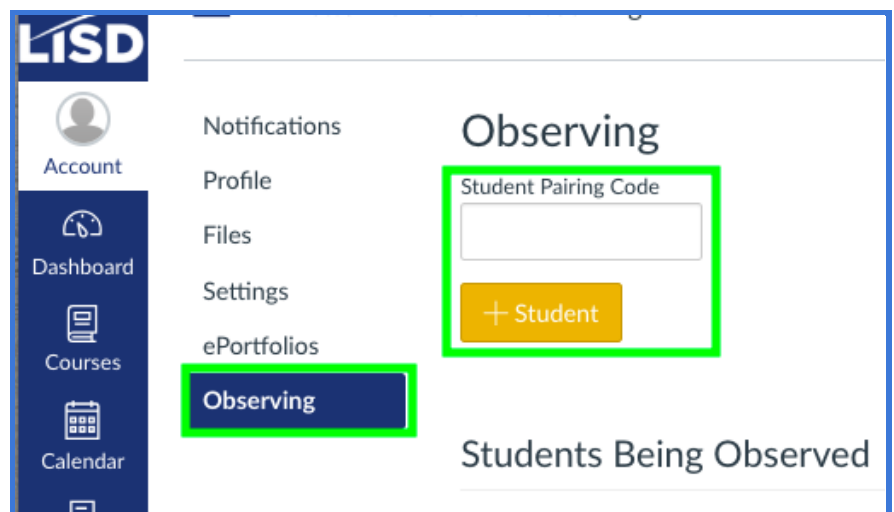 LISD
Account
Dashboard
Courses
Calendar
Notifications
Profile
Files
Settings
ePortfolios
Observing
Observing
Student Pairing Code
+ Student
Students Being Observed